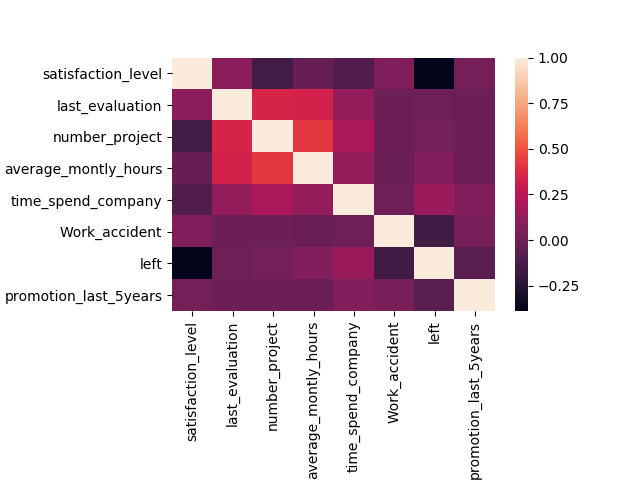 satisfaction_level
last_evaluation
number_project
average_montly_hours
time_spend_company
Work_accident
left
promotion_last_5years
satisfaction_level
last_evaluation
number_project
average_montly_hours
time_spend_company
Work_accident
left
promotion_last_5years
1.00
0.75
0.50
0.25
0.00
−0.25